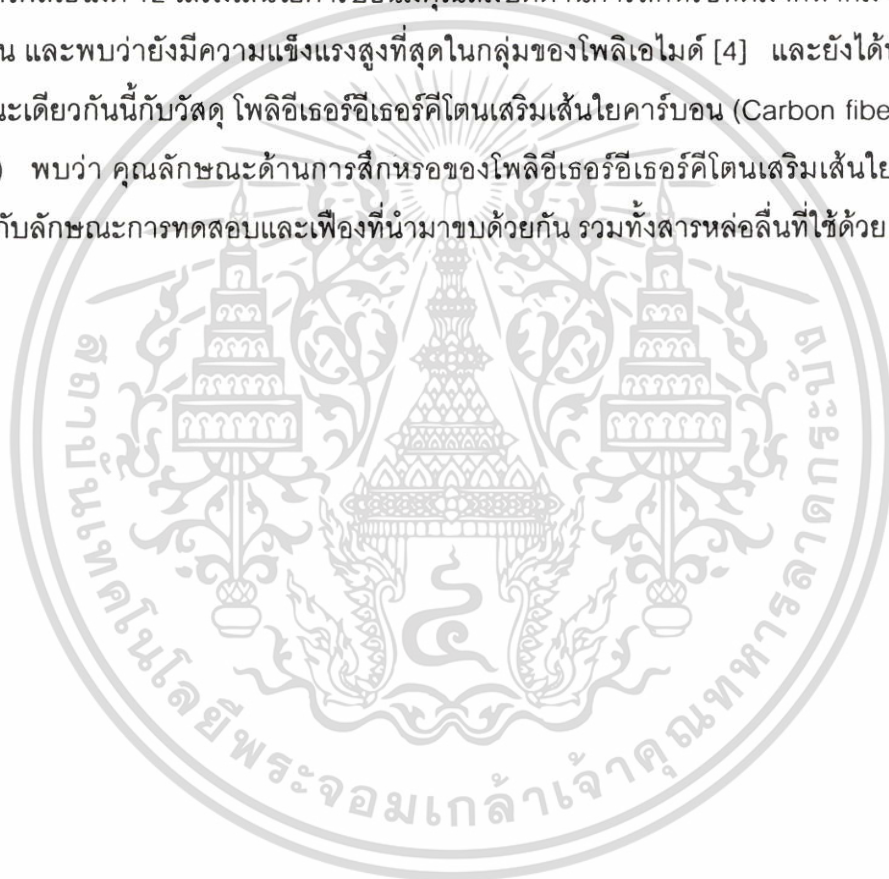 น และพบว่ายังมีความแข็งแรงสูงที่สุดในกลุ่มของโพลิเอไมด์ [4] และยังได้
ณะเดียวกันนี้กับวัสดุ โพลิอีเธอร์อีเธอร์คีโตนเสริมเส้นใยคาร์บอน (Carbon fibe
) พบว่า คุณลักษณะด้านการสึกหรอของโพลิอีเธอร์อีเธอร์คีโตนเสริมเส้นใย
กับลักษณะการทดสอบและเฟืองที่นำมาขบด้วยกัน รวมทั้งสารหล่อลื่นที่ใช้ด้วย
สถาบันเทคโนโลยีพระจอมเกล้าเจ้าคุณทหารลาดกระบัง